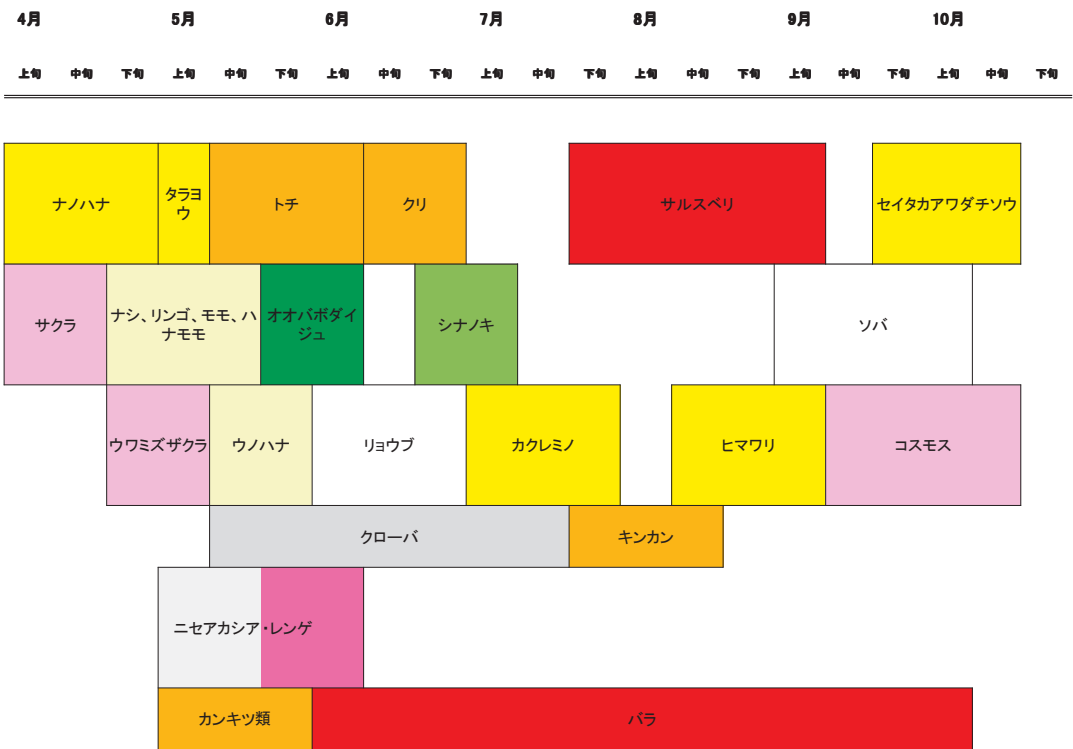 4月 5月 6月 7月 8月 9月 10月
上旬 中旬 下旬 上旬 中旬 下旬 上旬 中旬 下旬 上旬 中旬 下旬 上旬 中旬 下旬 上旬 中旬 下旬 上旬 中旬 下旬
ナノハナ
タラヨ
ウ
トチ
クリ
サルスベリ
セイタカアワダチソウ
サクラ
ナシ、リンゴ、モモ、ハ
ナモモ
オオバボダイ
ジュ
シナノキ
ソバ
ウワミズザクラ
ウノハナ
リョウブ
カクレミノ
ヒマワリ
コスモス
クローバ
キンカン
ニセアカシア・レンゲ
カンキツ類
バラ